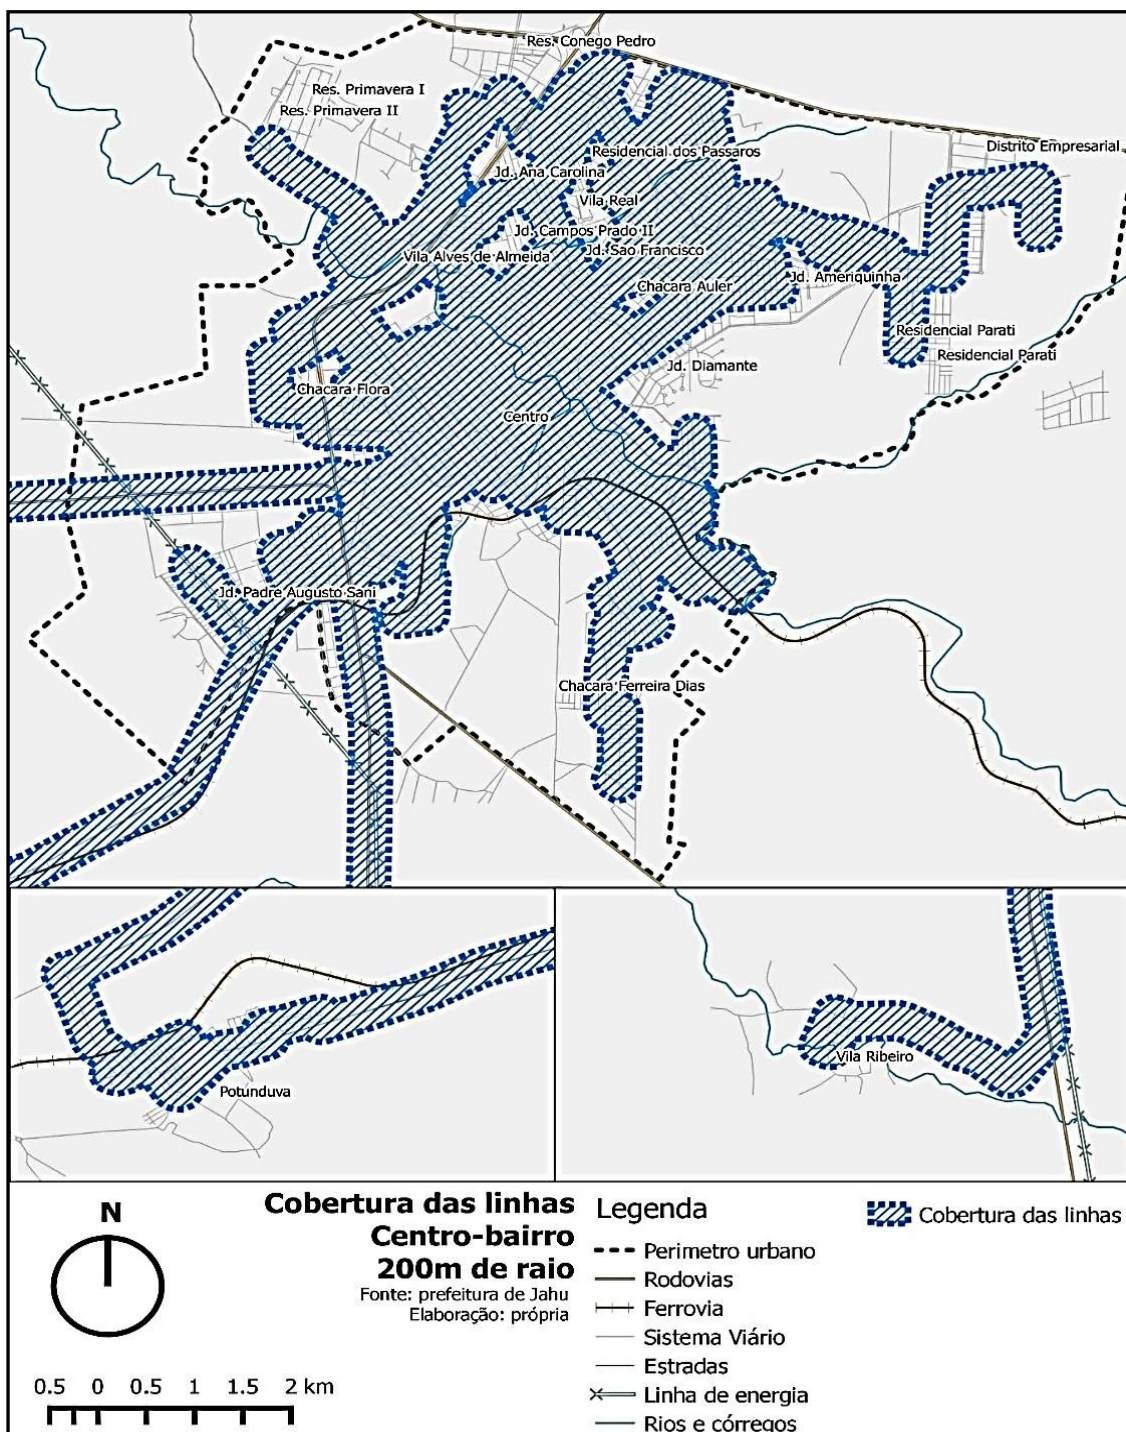 Res. Conego Pedro
Res. Primavera I
Res. Primavera II
Distrito Empresarial
Residencial dos Passaros
Jd. Ana Carolina
Vila Real
Jd. Campos Prado II
Jd. Sao Francisco
Vila Alves de Almeida
Jd. Ameriquinha
Chacara Auler
Residencial Parati
Residencial Parati
Jd. Diamante
Chacara Flora
Centro
Jd. Padre Augusto Sani
Chacara Ferreira Dias
Potunduva
Vila Ribeiro
N
Cobertura das linhas
Centro-bairro
200m de raio
Fonte: prefeitura de Jahu
Elaboração: própria
0.5 0 0.5 1 1.5 2 km
Legenda
Perimetro urbano
Rodovias
Ferrovia
Sistema Viário
Estradas
Linha de energia
Rios e córregos
Cobertura das linhas